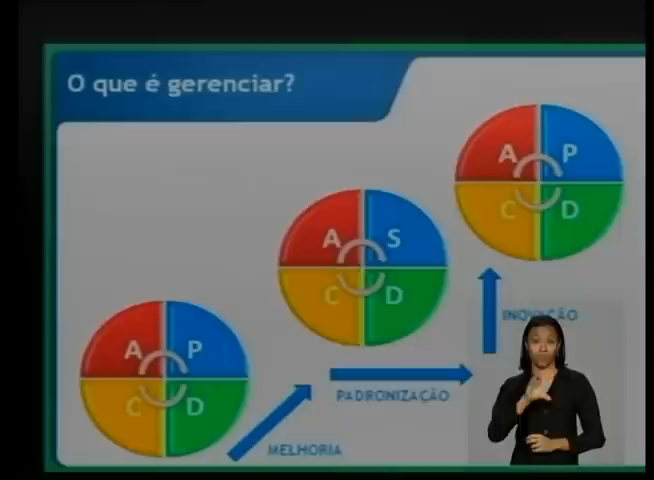 O que é gerenciar?
A P
C D
A S
C D
A P
C D
INOVAÇÃO
PADRONIZAÇÃO
MELHORIA